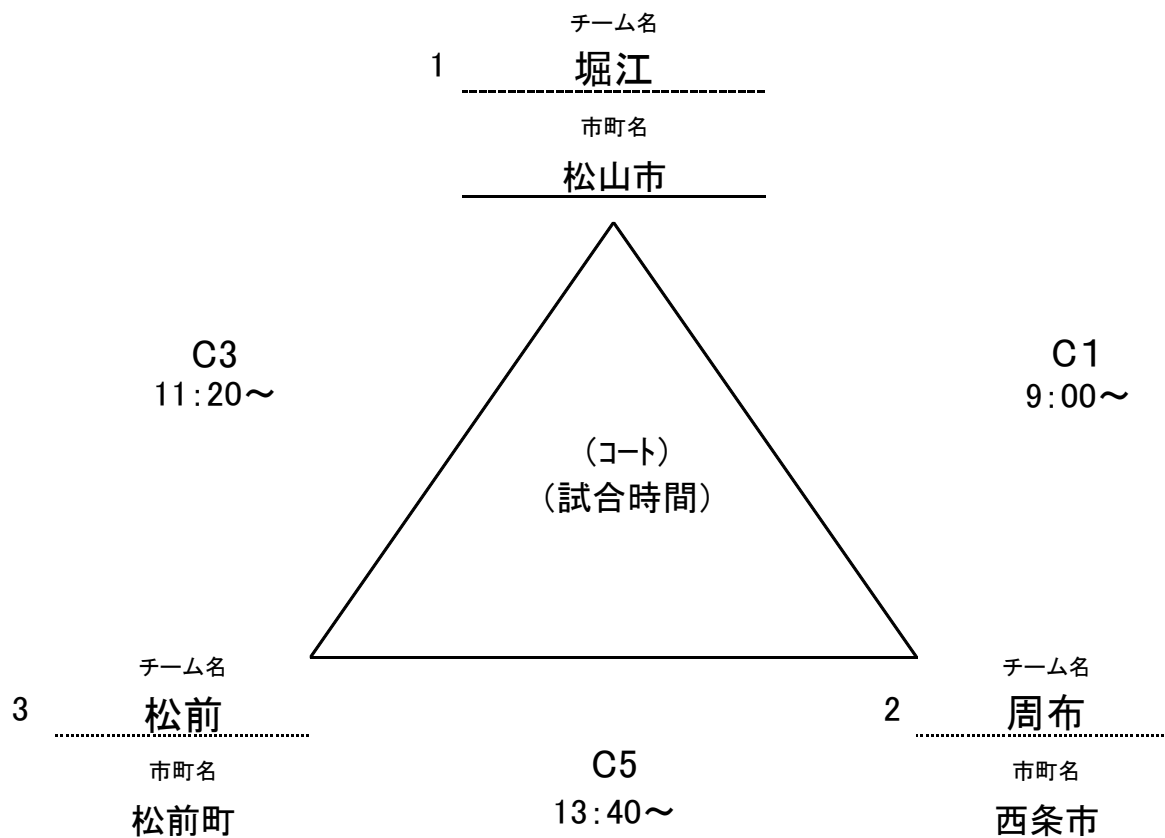 チーム名
1 堀江
市町名
松山市
C3
11:20～
C1
9:00～
(コート)
(試合時間)
チーム名
3 松前
市町名
松前町
C5
13:40～
チーム名
2 周布
市町名
西条市